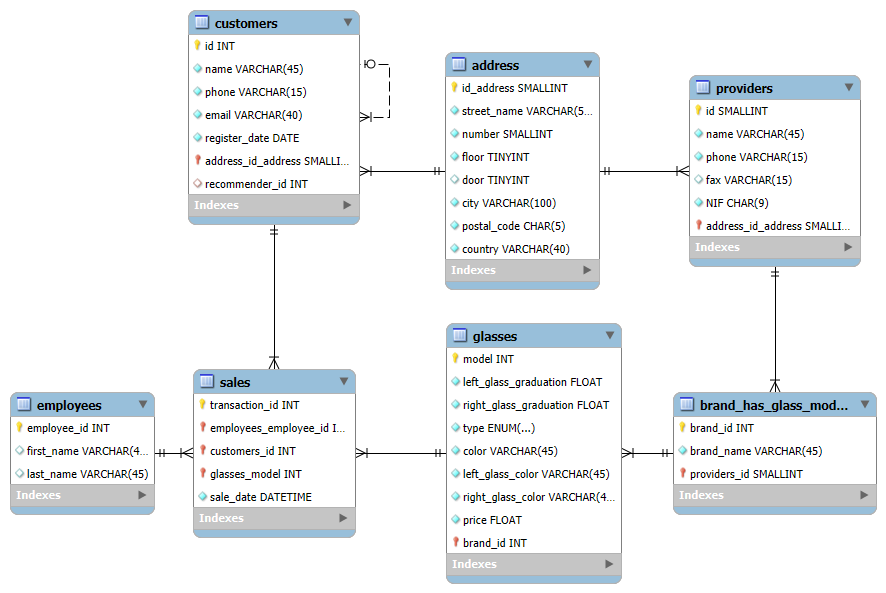 customers
id INT
name VARCHAR(45)
phone VARCHAR(15)
email VARCHAR(40)
register_date DATE
address_id_address SMALLI...
recommender_id INT
Indexes
address
id_address SMALLINT
street_name VARCHAR(5...
number SMALLINT
floor TINYINT
door TINYINT
city VARCHAR(100)
postal_code CHAR(5)
country VARCHAR(40)
Indexes
providers
id SMALLINT
name VARCHAR(45)
phone VARCHAR(15)
fax VARCHAR(15)
NIF CHAR(9)
address_id_address SMALLI...
Indexes
employees
employee_id INT
first_name VARCHAR(4...
last_name VARCHAR(45)
Indexes
sales
transaction_id INT
employees_employee_id I...
customers_id INT
glasses_model INT
sale_date DATETIME
Indexes
glasses
model INT
left_glass_graduation FLOAT
right_glass_graduation FLOAT
type ENUM(...)
color VARCHAR(45)
left_glass_color VARCHAR(45)
right_glass_color VARCHAR(4...
price FLOAT
brand_id INT
Indexes
brand_has_glass_mod...
brand_id INT
brand_name VARCHAR(45)
providers_id SMALLINT
Indexes